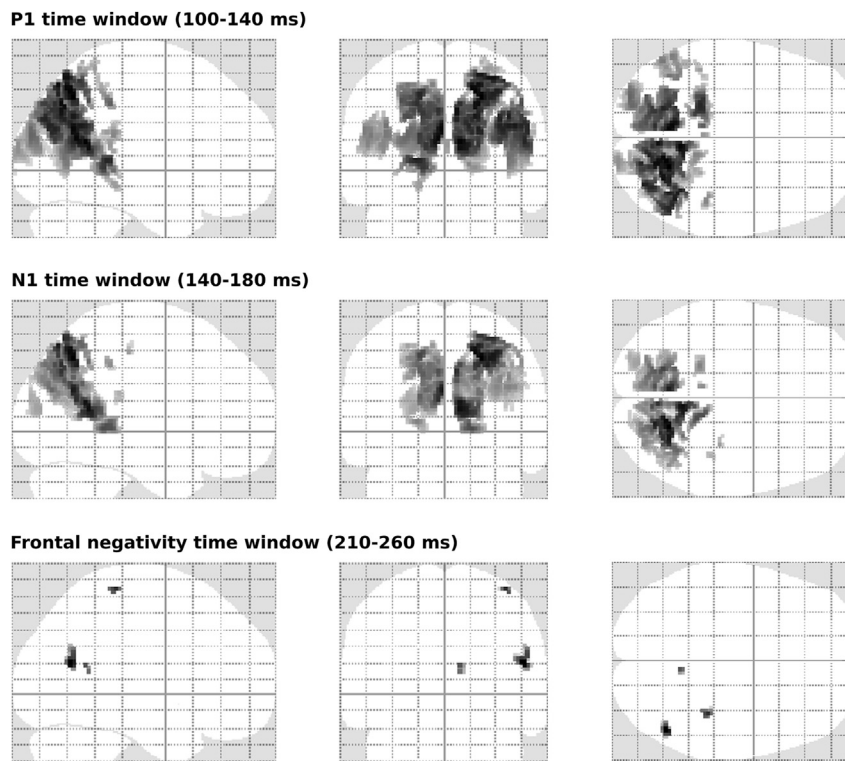 P1 time window (100-140 ms)
N1 time window (140-180 ms)
Frontal negativity time window (210-260 ms)